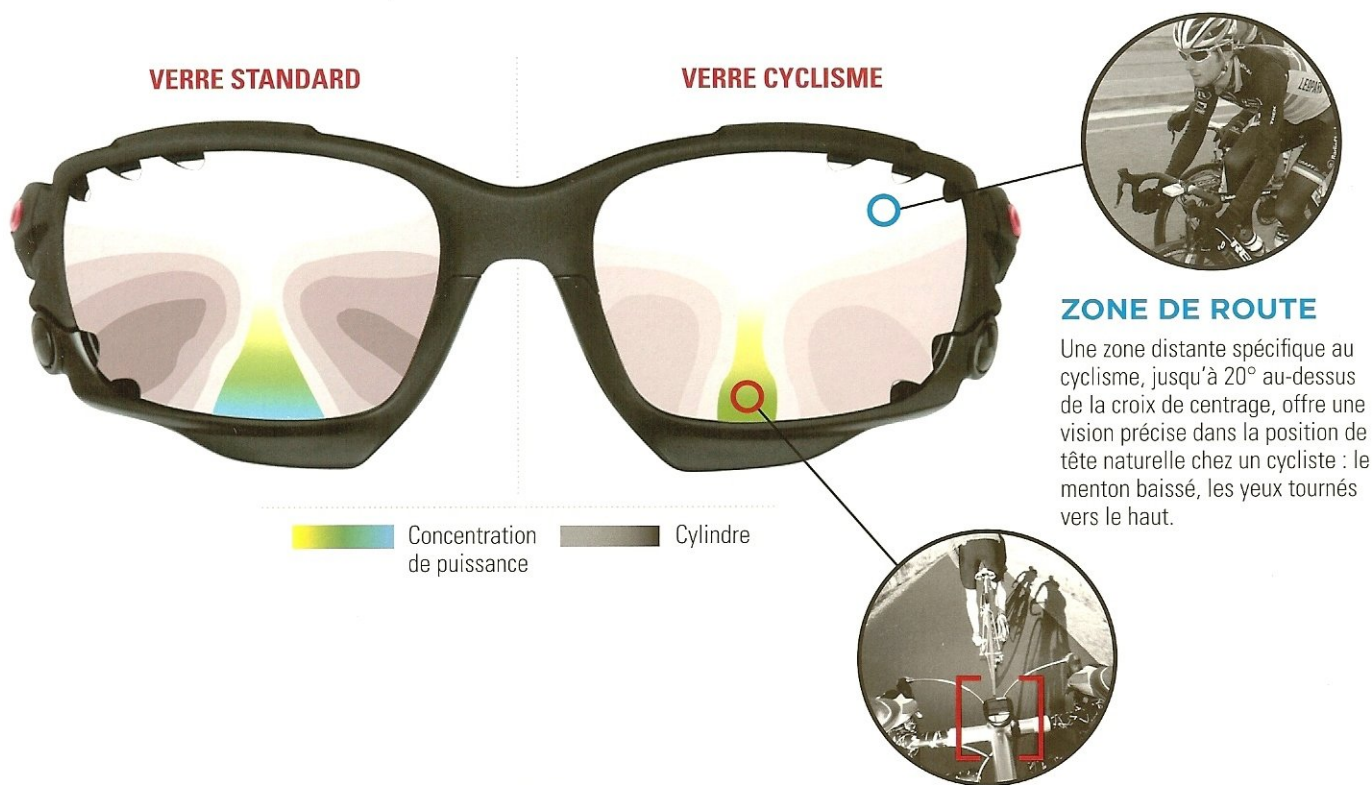 VERRE STANDARD
VERRE CYCLISME
LEOPARD
TREK
ZONE DE ROUTE
Une zone distante spécifique au
cyclisme, jusqu'à 20° au-dessus
de la croix de centrage, offre une
vision précise dans la position de
tête naturelle chez un cycliste : le
menton baissé, les yeux tournés
vers le haut.
Concentration
de puissance
Cylindre